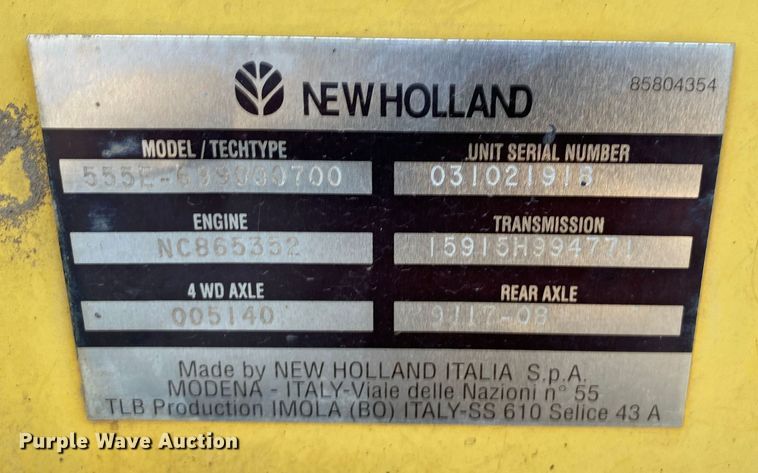 NEW HOLLAND
85804354
MODEL / TECHTYPE
UNIT SERIAL NUMBER
031021918
ENGINE
TRANSMISSION
NC865352
15915H994771
4 WD AXLE
REAR AXLE
005140
9117-08
Made by NEW HOLLAND ITALIA S.p.A.
MODENA - ITALY-Viale delle Nazioni n° 55
TLB Production IMOLA (BO) ITALY-SS 610 Selice 43 A
Purple Wave Auction